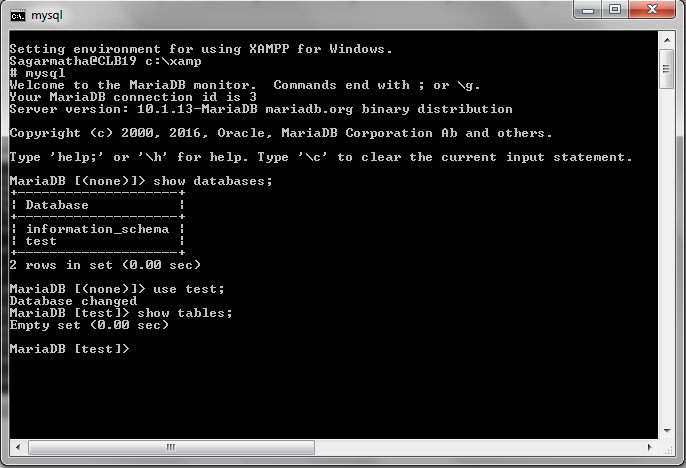 mysql
Setting environment for using XAMPP for Windows.
Sagarmatha@CLB19 c:\xamp
# mysql
Welcome to the MariaDB monitor.  Commands end with ; or \g.
Your MariaDB connection id is 3
Server version: 10.1.13-MariaDB mariadb.org binary distribution
Copyright (c) 2000, 2016, Oracle, MariaDB Corporation Ab and others.
Type 'help;' or '\h' for help. Type '\c' to clear the current input statement.
MariaDB [(none)]> show databases;
+--------------------+
| Database           |
+--------------------+
| information_schema |
| test               |
+--------------------+
2 rows in set (0.00 sec)
MariaDB [(none)]> use test;
Database changed
MariaDB [test]> show tables;
Empty set (0.00 sec)
MariaDB [test]>